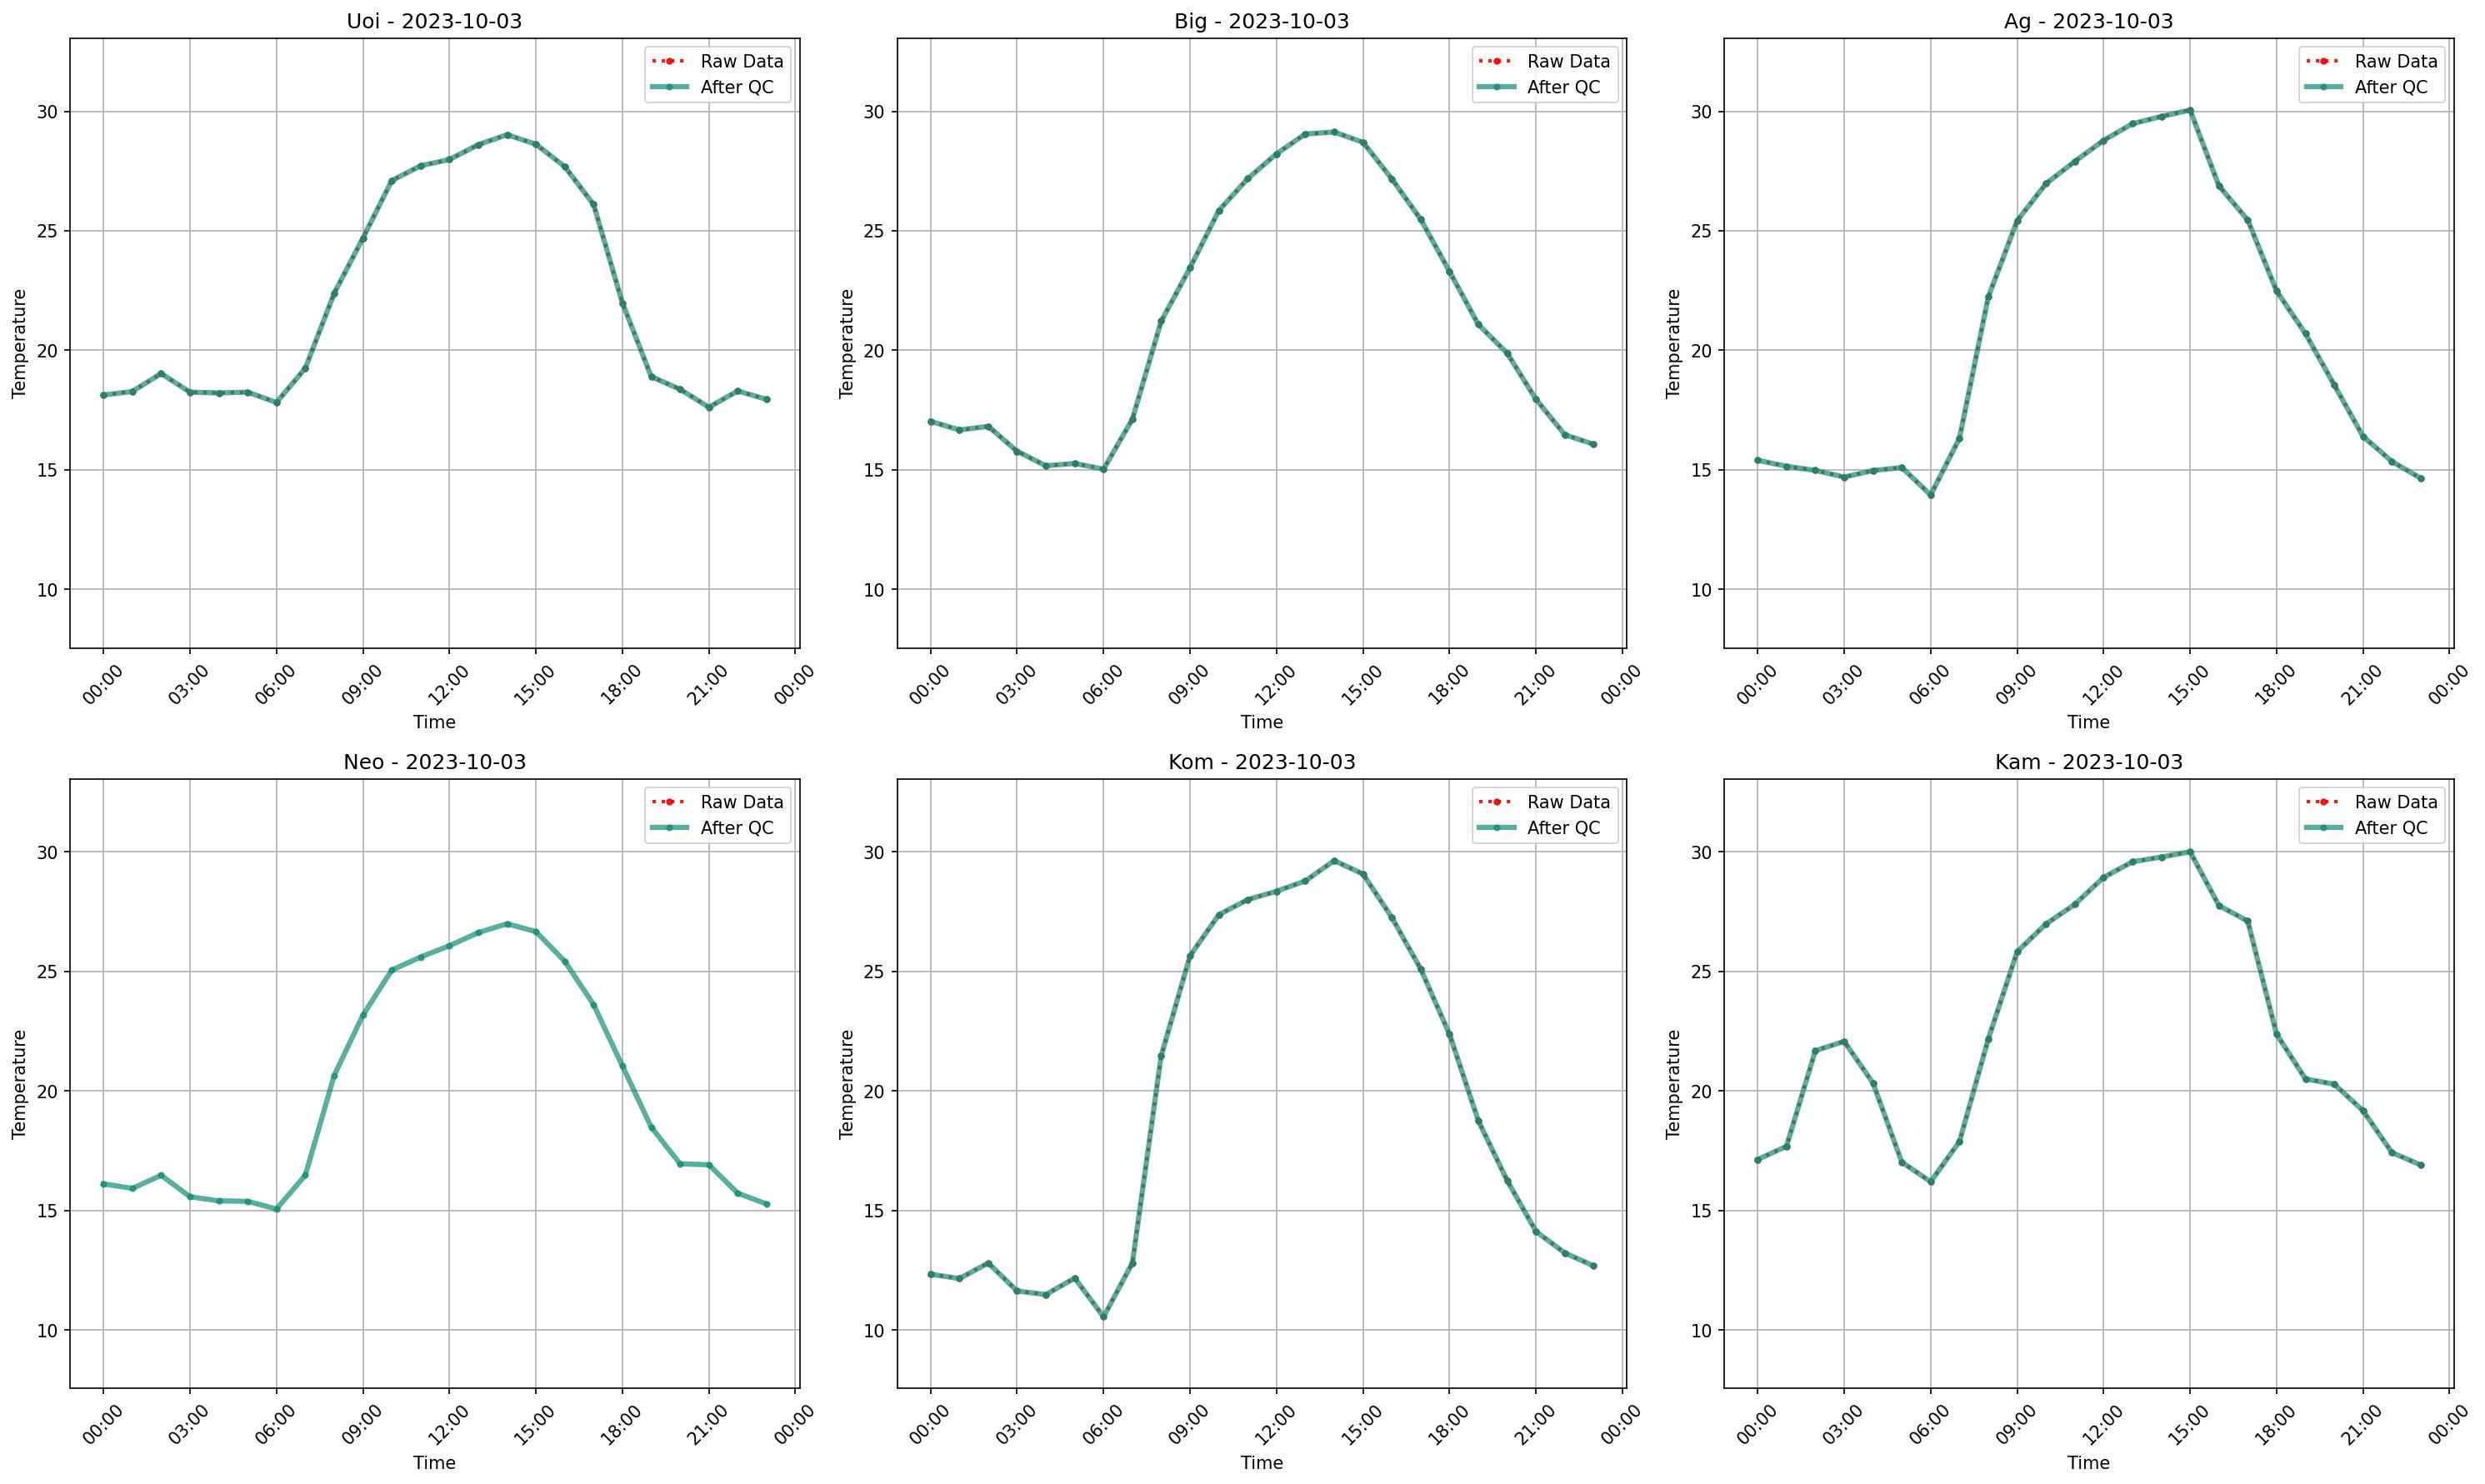 Uoi - 2023-10-03
Raw Data
After QC
Temperature
30
25
20
15
10
00:00
03:00
06:00
09:00
12:00
15:00
18:00
21:00
00:00
Time
Big - 2023-10-03
Raw Data
After QC
Temperature
30
25
20
15
10
00:00
03:00
06:00
09:00
12:00
15:00
18:00
21:00
00:00
Time
Ag - 2023-10-03
Raw Data
After QC
Temperature
30
25
20
15
10
00:00
03:00
06:00
09:00
12:00
15:00
18:00
21:00
00:00
Time
Neo - 2023-10-03
Raw Data
After QC
Temperature
30
25
20
15
10
00:00
03:00
06:00
09:00
12:00
15:00
18:00
21:00
00:00
Time
Kom - 2023-10-03
Raw Data
After QC
Temperature
30
25
20
15
10
00:00
03:00
06:00
09:00
12:00
15:00
18:00
21:00
00:00
Time
Kam - 2023-10-03
Raw Data
After QC
Temperature
30
25
20
15
10
00:00
03:00
06:00
09:00
12:00
15:00
18:00
21:00
00:00
Time